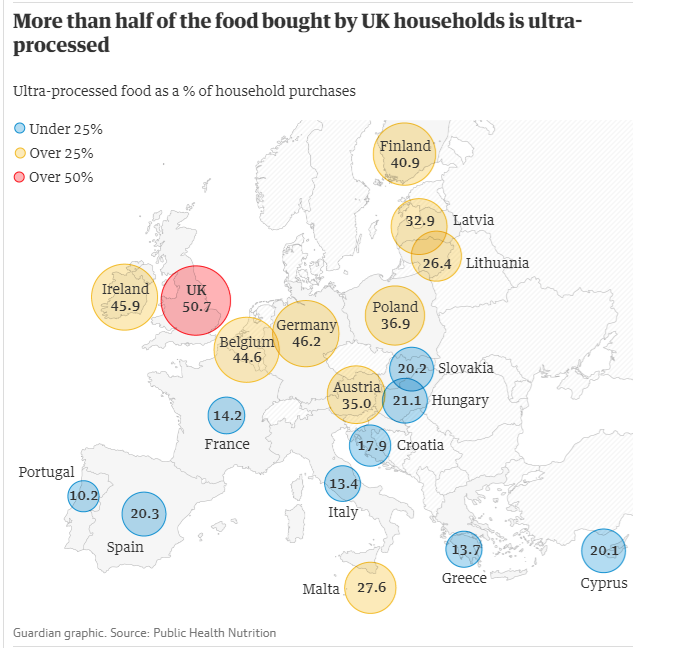 More than half of the food bought by UK households is ultra-
processed
Ultra-processed food as a % of household purchases
Under 25%
Over 25%
Over 50%
Finland
40.9
32.9 Latvia
26.4 Lithuania
Ireland
45.9
UK
50.7
Poland
36.9
Germany
46.2
Belgium
44.6
20.2 Slovakia
Austria
35.0
21.1 Hungary
14.2
France
17.9 Croatia
Portugal
10.2
13.4
Italy
20.3
Spain
13.7
Greece
20.1
Cyprus
Malta 27.6
Guardian graphic. Source: Public Health Nutrition